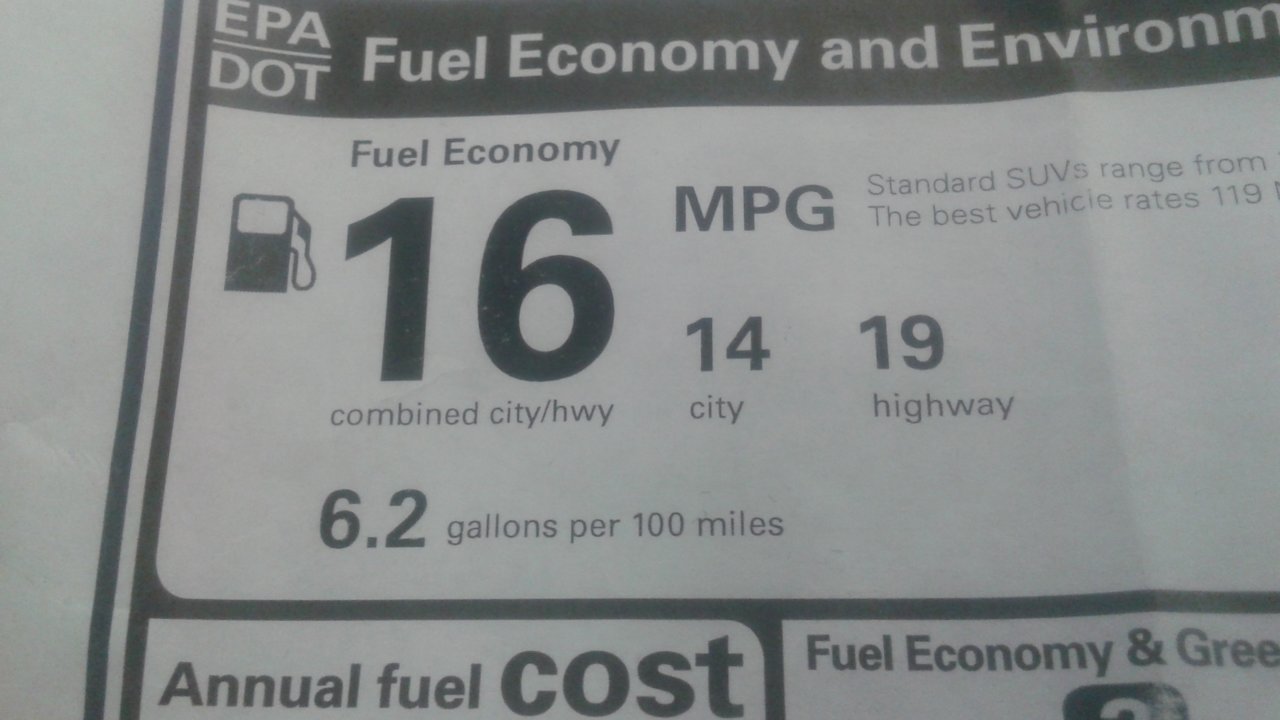 EPA
DOT
Fuel Economy and Environm
Fuel Economy
16 MPG
Standard SUVs range from
The best vehicle rates 119
14 19
combined city/hwy city highway
6.2 gallons per 100 miles
Annual fuel cost
Fuel Economy & Gree